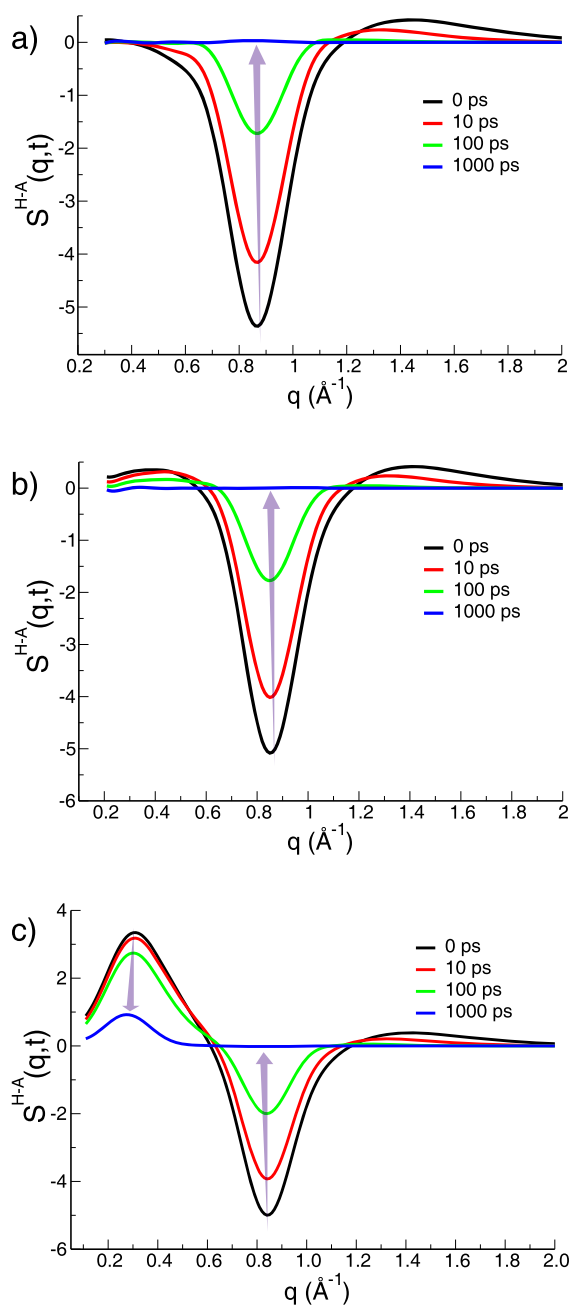 a)
0
-1
-2
-3
-4
-5
S^H-A(q,t)
0 ps
10 ps
100 ps
1000 ps
0.2 0.4 0.6 0.8 1 1.2 1.4 1.6 1.8 2
q (Å^-1)
b)
0
-1
-2
-3
-4
-5
-6
S^H-A(q,t)
0 ps
10 ps
100 ps
1000 ps
0.2 0.4 0.6 0.8 1 1.2 1.4 1.6 1.8 2
q (Å^-1)
c)
4
2
0
-2
-4
-6
S^H-A(q,t)
0 ps
10 ps
100 ps
1000 ps
0.2 0.4 0.6 0.8 1.0 1.2 1.4 1.6 1.8 2.0
q (Å^-1)